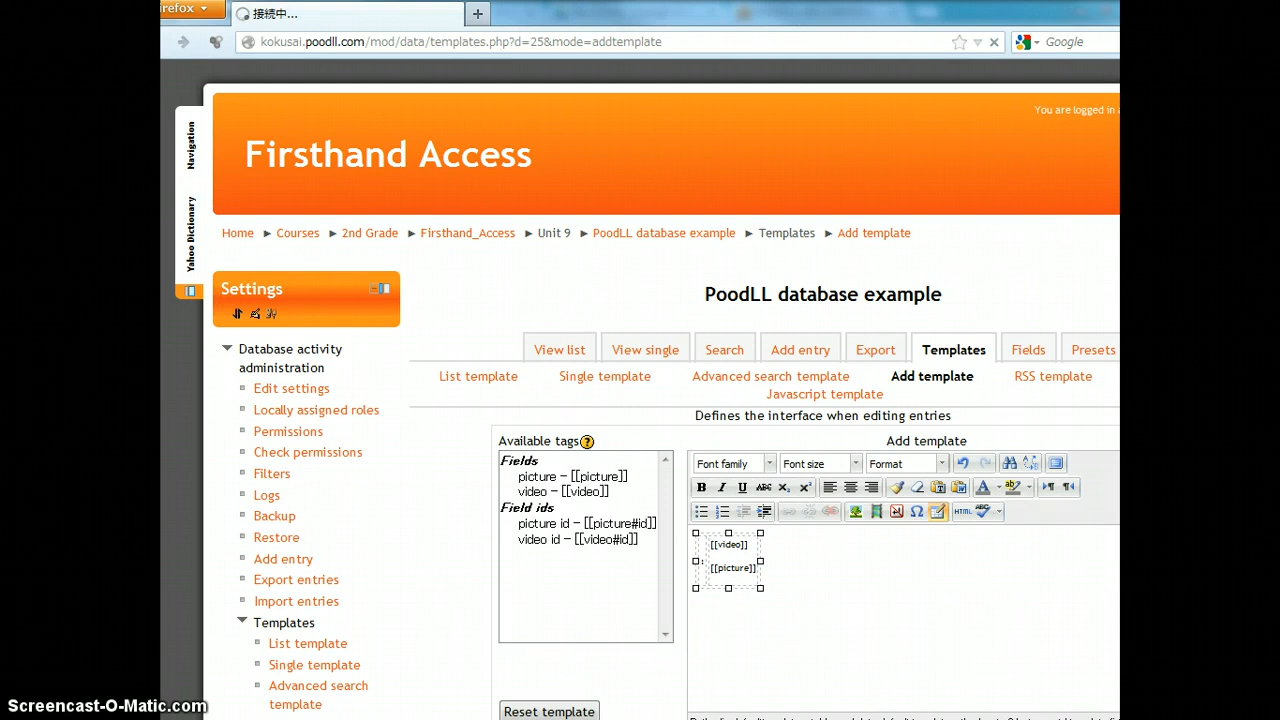 refox
接続中...
kokusai.poodll.com/mod/data/templates.php?d=25&mode=addtemplate
Google
You are logged in
Navigation
Yahoo Dictionary
Firsthand Access
Home ► Courses ► 2nd Grade ► Firsthand_Access ► Unit 9 ► PoodLL database example ► Templates ► Add template
Settings
PoodLL database example
Database activity
administration
Edit settings
Locally assigned roles
Permissions
Check permissions
Filters
Logs
Backup
Restore
Add entry
Export entries
Import entries
Templates
List template
Single template
Advanced search
template
View list View single Search Add entry Export Templates Fields Presets
List template Single template Advanced search template Add template RSS template
Javascript template
Defines the interface when editing entries
Available tags
Add template
Fields
picture - [[picture]]
video - [[video]]
Field ids
picture id - [[picture#id]]
video id - [[video#id]]
Font family Font size Format
B I U ABC X₂ X²
HTML ABC
[[video]]
:
[[picture]]
Reset template
Screencast-O-Matic.com